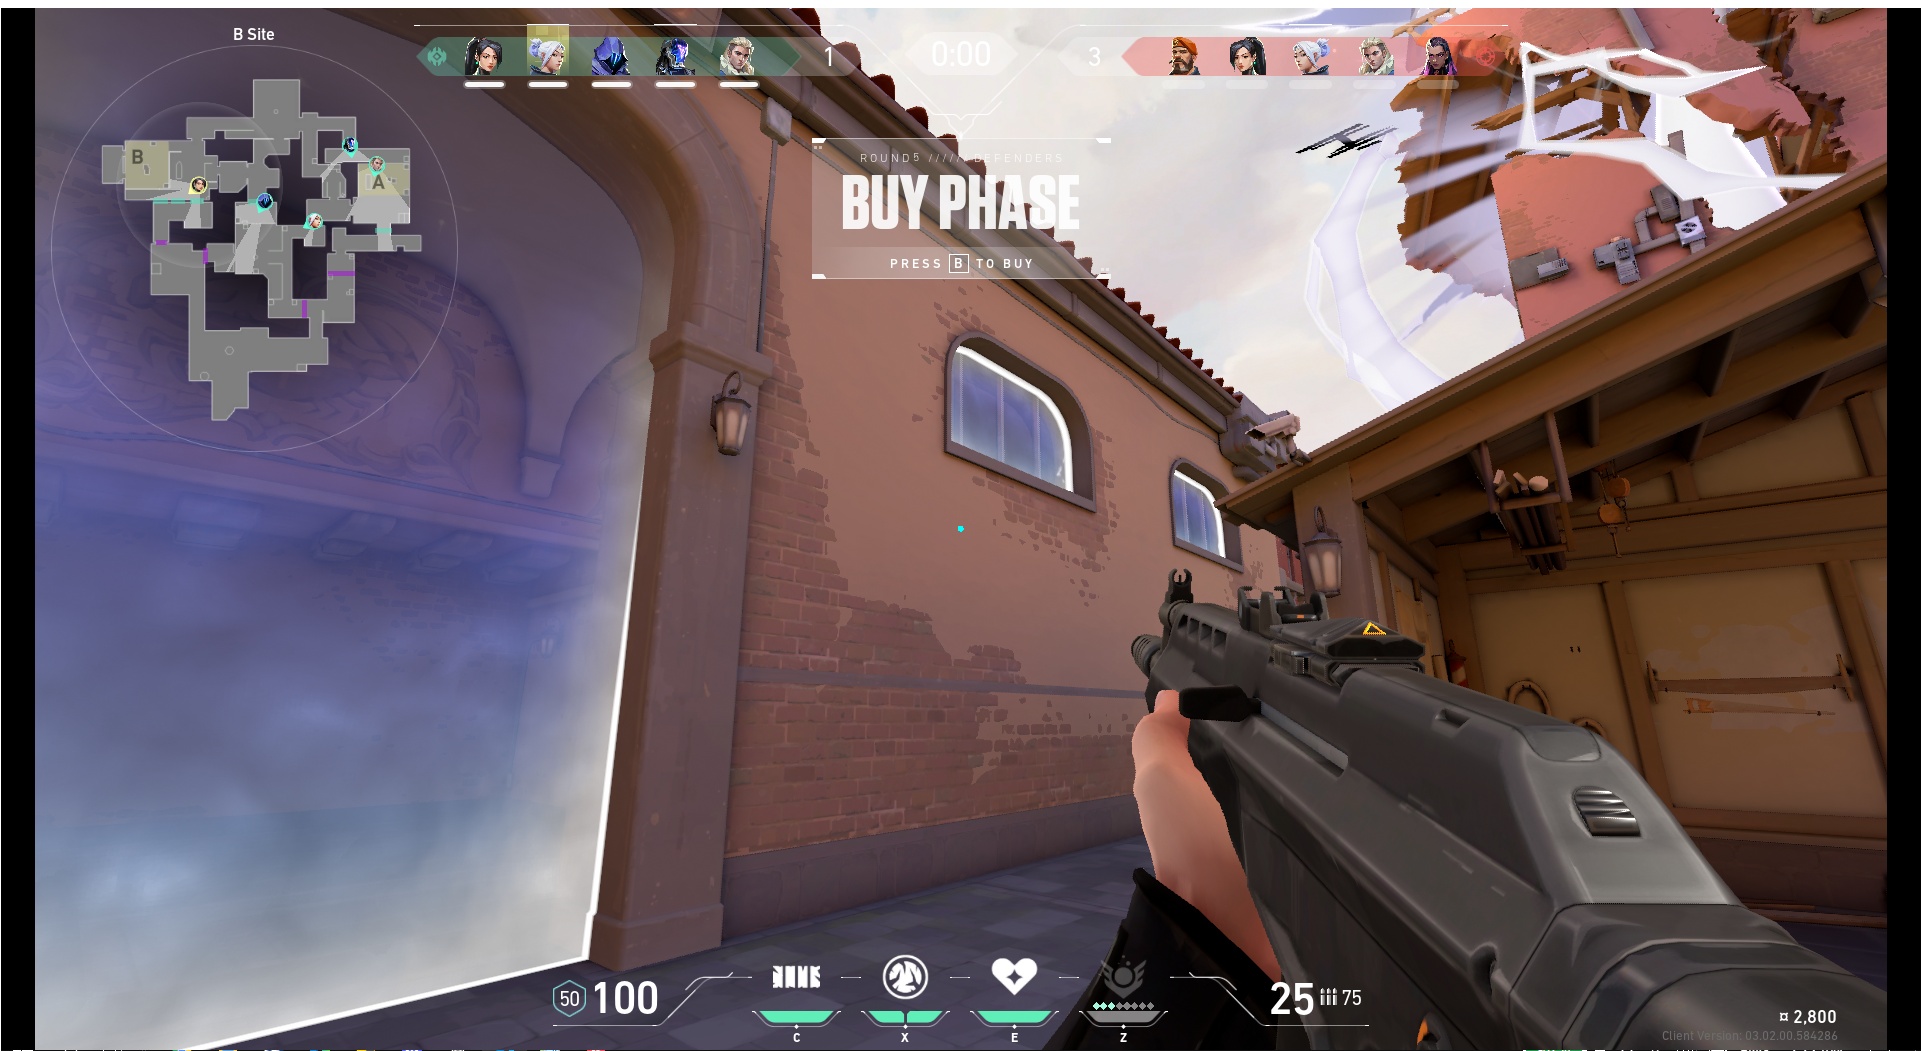 B Site
1
0:00
3
ROUND 5 ////// DEFENDERS
BUY PHASE
PRESS B TO BUY
B
A
50 100
25 75
C X E Z
¤ 2,800
Client Version: 03.02.00.584286